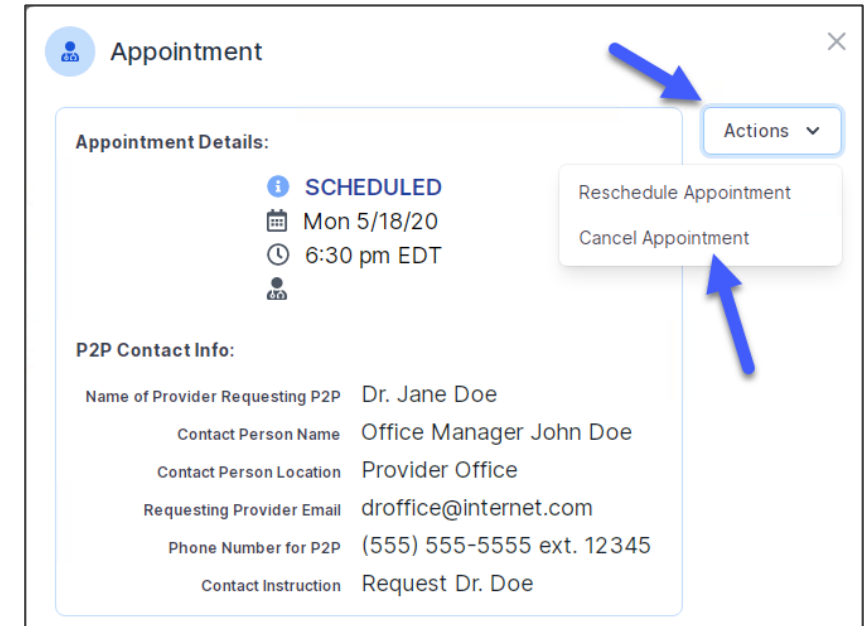 Appointment
Appointment Details:
Actions
SCHEDULED
Reschedule Appointment
Mon 5/18/20
Cancel Appointment
6:30 pm EDT
P2P Contact Info:
Name of Provider Requesting P2P Dr. Jane Doe
Contact Person Name Office Manager John Doe
Contact Person Location Provider Office
Requesting Provider Email droffice@internet.com
Phone Number for P2P (555) 555-5555 ext. 12345
Contact Instruction Request Dr. Doe